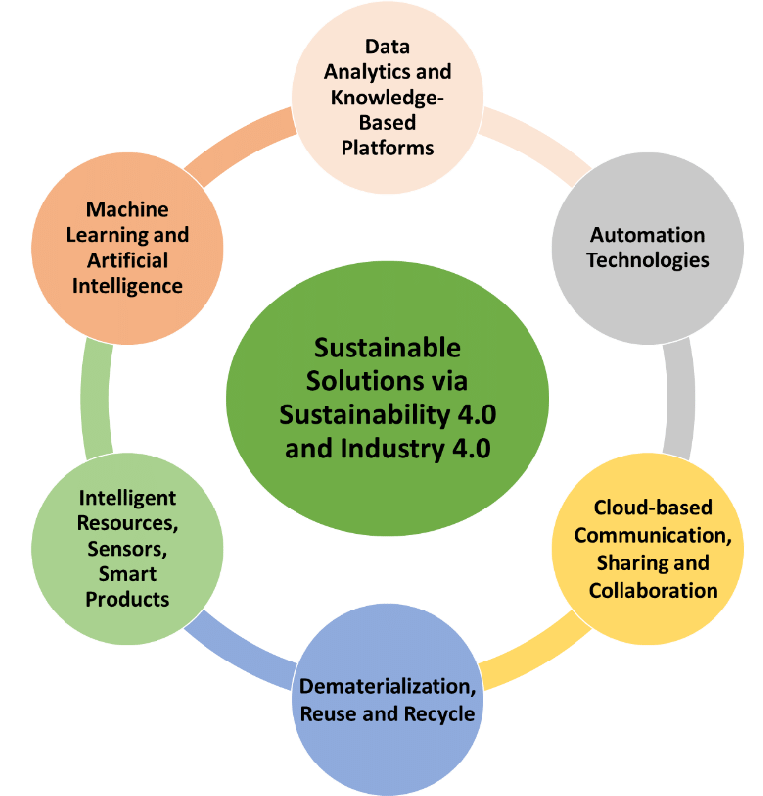 Data
Analytics and
Knowledge-
Based
Platforms
Machine
Learning and
Artificial
Intelligence
Automation
Technologies
Sustainable
Solutions via
Sustainability 4.0
and Industry 4.0
Intelligent
Resources,
Sensors,
Smart
Products
Cloud-based
Communication,
Sharing and
Collaboration
Dematerialization,
Reuse and Recycle